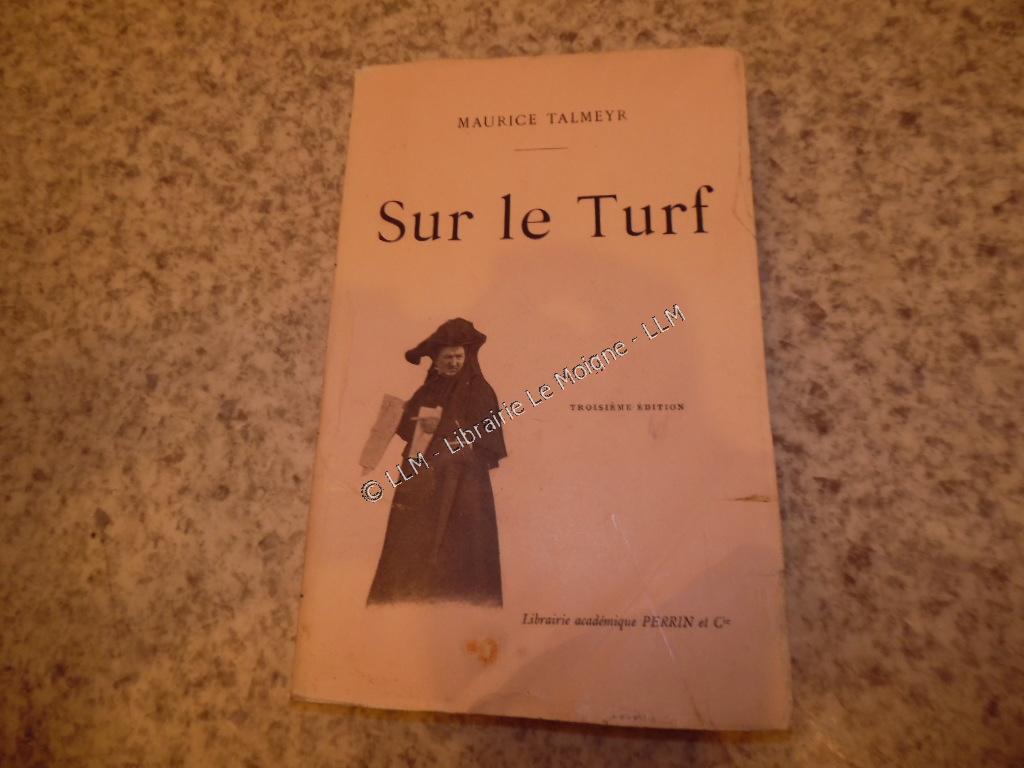 MAURICE TALMEYR
Sur le Turf
© LLM - Librairie Le Moigne - LLM
TROISIÈME ÉDITION
Librairie académique PERRIN et Cie